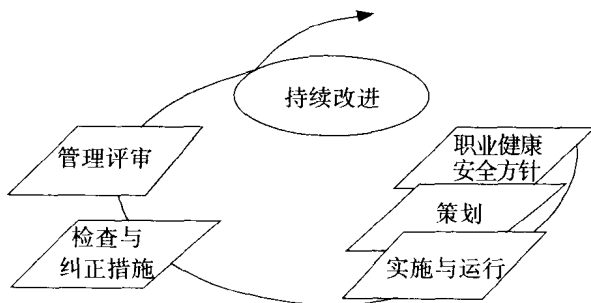 持续改进
管理评审
职业健康
安全方针
策划
检查与
纠正措施
实施与运行